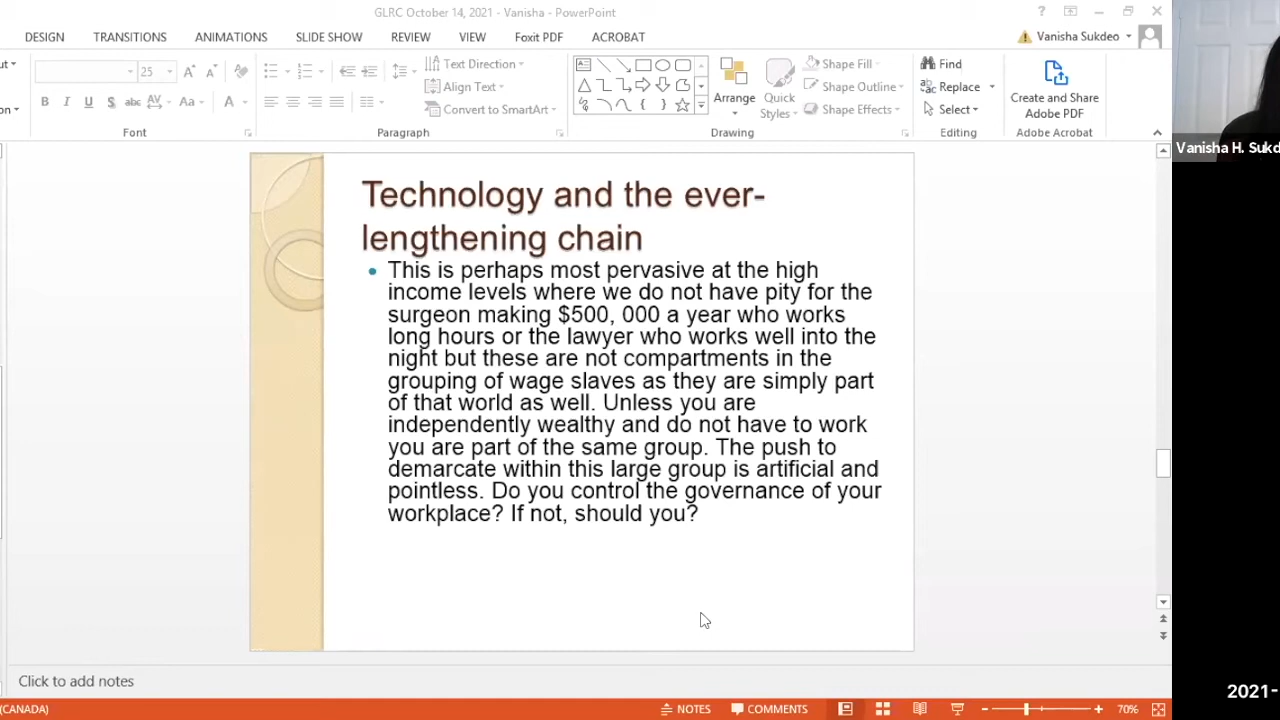 GLRC October 14, 2021 - Vanisha - PowerPoint
DESIGN TRANSITIONS ANIMATIONS SLIDE SHOW REVIEW VIEW Foxit PDF ACROBAT
Vanisha Sukdeo
25
Text Direction
Align Text
Convert to SmartArt
Arrange
Quick Styles
Shape Fill
Shape Outline
Shape Effects
Find
Replace
Select
Create and Share
Adobe PDF
Font Paragraph Drawing Editing Adobe Acrobat
Vanisha H. Sukd
Technology and the ever-
lengthening chain
This is perhaps most pervasive at the high
income levels where we do not have pity for the
surgeon making $500, 000 a year who works
long hours or the lawyer who works well into the
night but these are not compartments in the
grouping of wage slaves as they are simply part
of that world as well. Unless you are
independently wealthy and do not have to work
you are part of the same group. The push to
demarcate within this large group is artificial and
pointless. Do you control the governance of your
workplace? If not, should you?
Click to add notes
(CANADA)
NOTES COMMENTS 70%
2021-